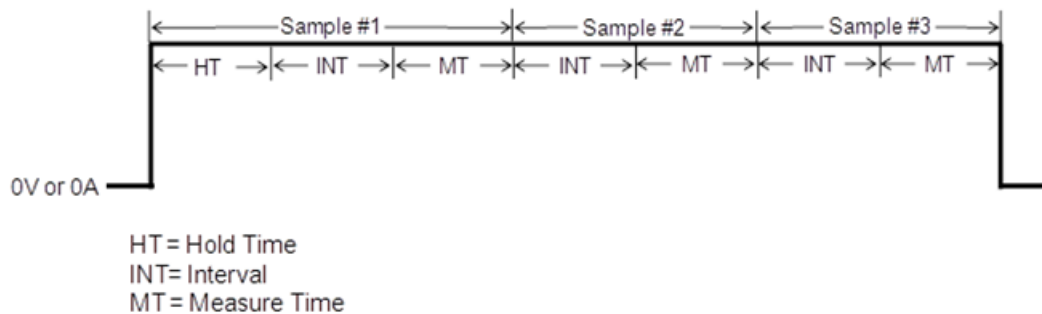 Sample #1 Sample #2 Sample #3
HT INT MT INT MT INT MT
0V or 0A
HT = Hold Time
INT= Interval
MT = Measure Time